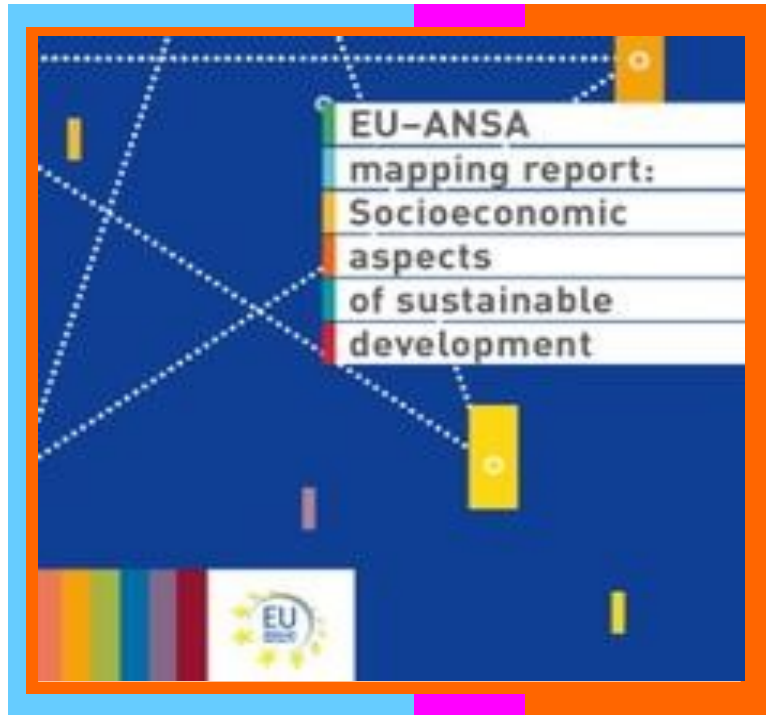 EU–ANSA
mapping report:
Socioeconomic
aspects
of sustainable
development
EU